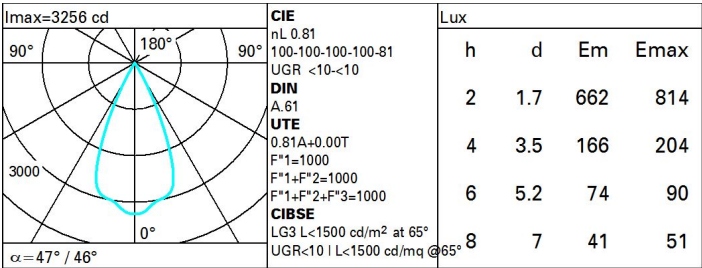 Imax=3256 cd
90°
180°
90°
3000
0°
α=47° / 46°
CIE
nL 0.81
100-100-100-100-81
UGR <10-<10
DIN
A.61
UTE
0.81A+0.00T
F"1=1000
F"1+F"2=1000
F"1+F"2+F"3=1000
CIBSE
LG3 L<1500 cd/m² at 65°
UGR<10 | L<1500 cd/mq @65°
Lux
h d Em Emax
2 1.7 662 814
4 3.5 166 204
6 5.2 74 90
8 7 41 51